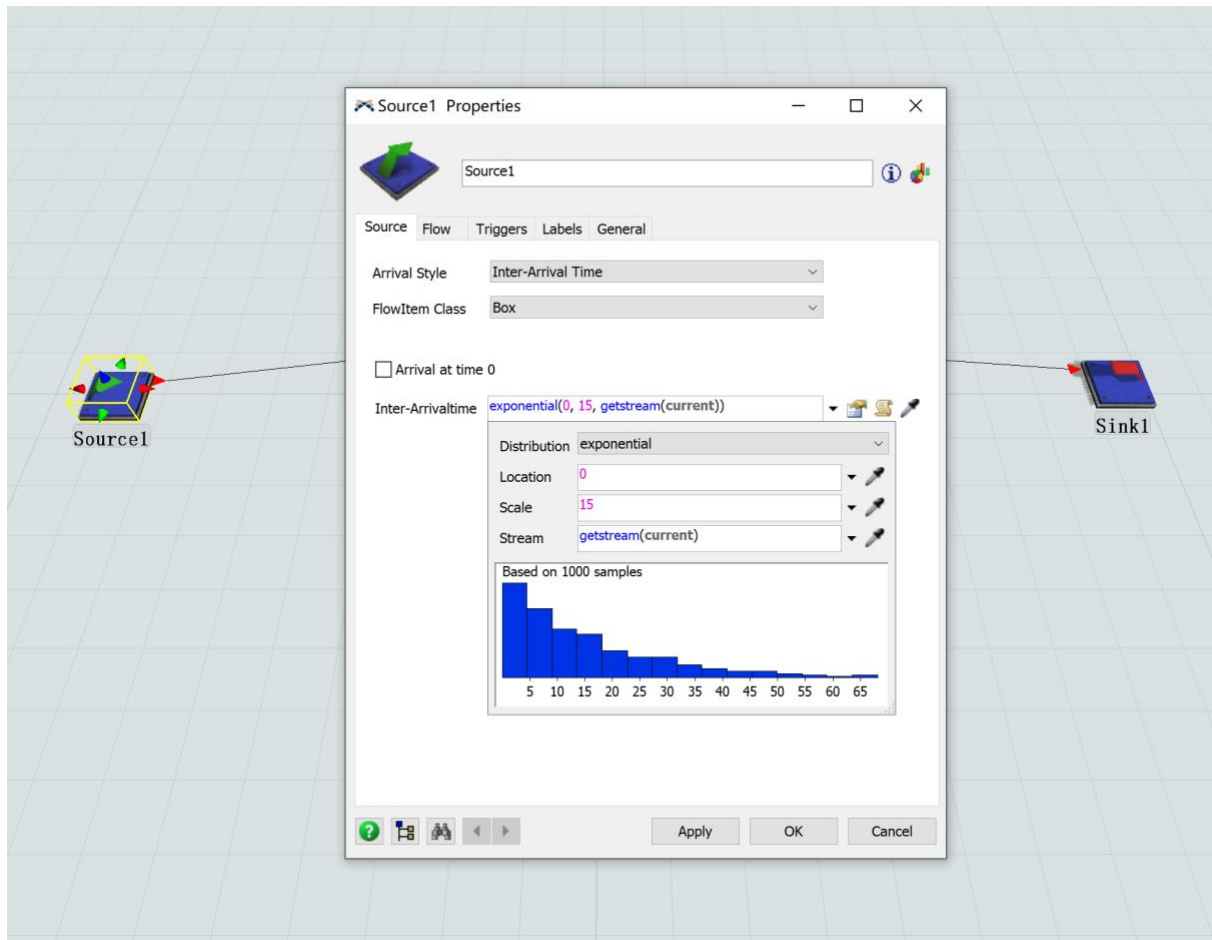 Source1 Properties
Source1
Source Flow Triggers Labels General
Arrival Style Inter-Arrival Time
FlowItem Class Box
Arrival at time 0
Inter-Arrivaltime exponential(0, 15, getstream(current))
Distribution exponential
Location 0
Scale 15
Stream getstream(current)
Based on 1000 samples
5 10 15 20 25 30 35 40 45 50 55 60 65
Apply OK Cancel
Source1
Sink1